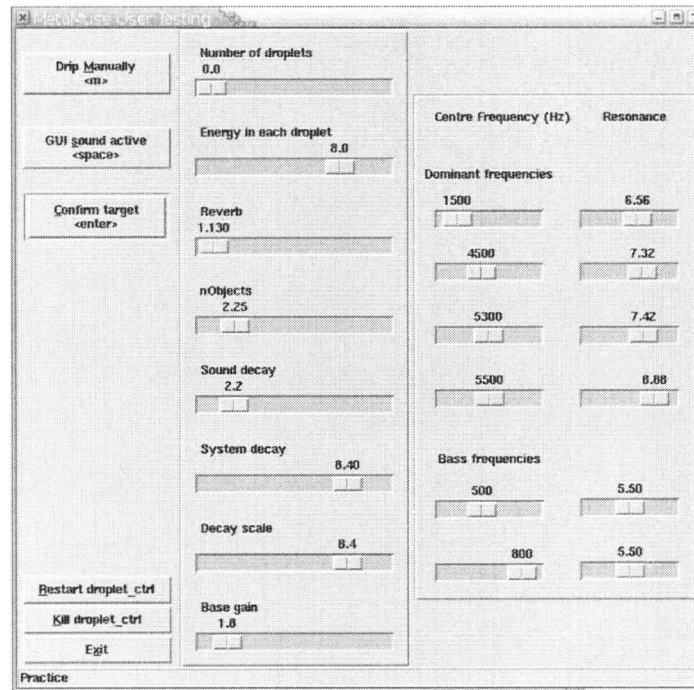 MetaMuse User Testing
Drip Manually
<m>
GUI sound active
<space>
Confirm target
<enter>
Restart droplet_ctrl
Kill droplet_ctrl
Exit
Number of droplets
0.0
Energy in each droplet
8.0
Reverb
1.130
nObjects
2.25
Sound decay
2.2
System decay
8.40
Decay scale
8.4
Base gain
1.8
Centre Frequency (Hz) Resonance
Dominant frequencies
1500 6.56
4500 7.32
5300 7.42
5500 8.88
Bass frequencies
500 5.50
800 5.50
Practice